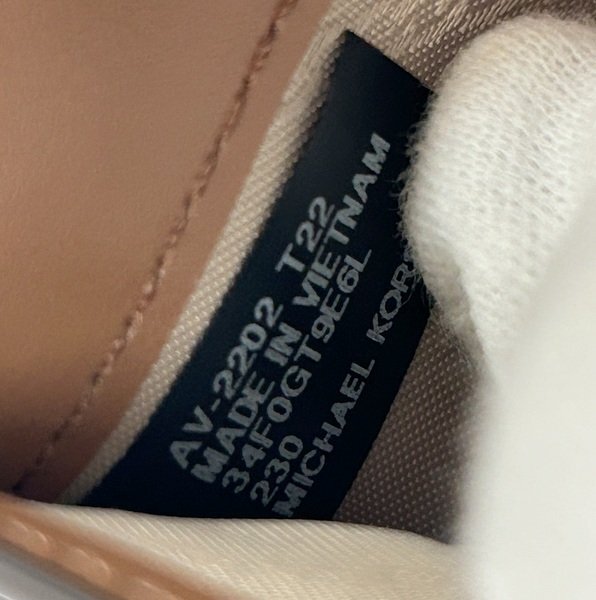 AV-2202 T22
MADE IN VIETNAM
34F0GT9E6L
230
MICHAEL KORS